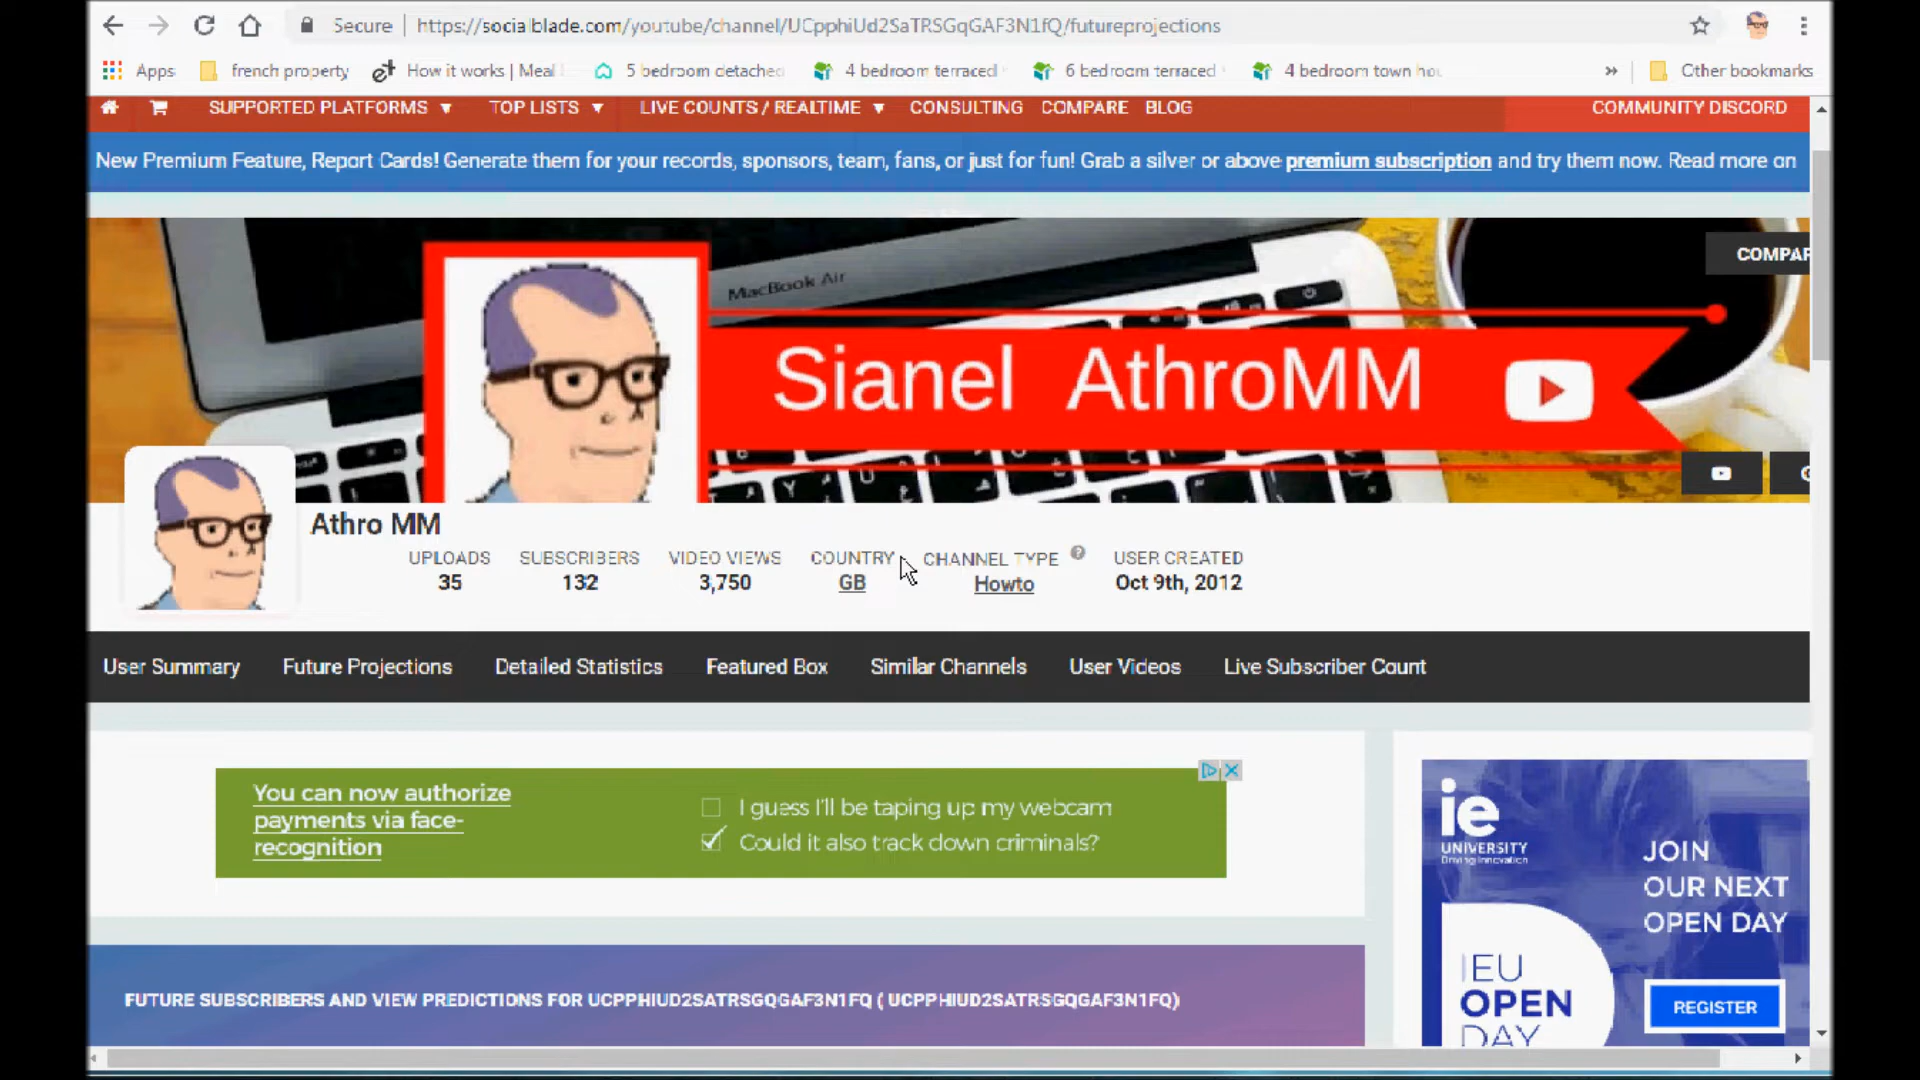 Secure https://socialblade.com/youtube/channel/UCpphiUd2SaTRSGqGAF3N1fQ/futureprojections
Apps french property How it works | Meal 5 bedroom detached 4 bedroom terraced 6 bedroom terraced 4 bedroom town hou » Other bookmarks
SUPPORTED PLATFORMS TOP LISTS LIVE COUNTS / REALTIME CONSULTING COMPARE BLOG COMMUNITY DISCORD
New Premium Feature, Report Cards! Generate them for your records, sponsors, team, fans, or just for fun! Grab a silver or above premium subscription and try them now. Read more on
COMPAR
MacBook Air
Sianel AthroMM
Athro MM
UPLOADS SUBSCRIBERS VIDEO VIEWS COUNTRY CHANNEL TYPE USER CREATED
35 132 3,750 GB Howto Oct 9th, 2012
User Summary Future Projections Detailed Statistics Featured Box Similar Channels User Videos Live Subscriber Count
You can now authorize
payments via face-
recognition
I guess I'll be taping up my webcam
Could it also track down criminals?
ie
UNIVERSITY
Driving Innovation
JOIN
OUR NEXT
OPEN DAY
IEU
OPEN
DAY
REGISTER
FUTURE SUBSCRIBERS AND VIEW PREDICTIONS FOR UCPPHIUD2SATRSGQGAF3N1FQ ( UCPPHIUD2SATRSGQGAF3N1FQ)